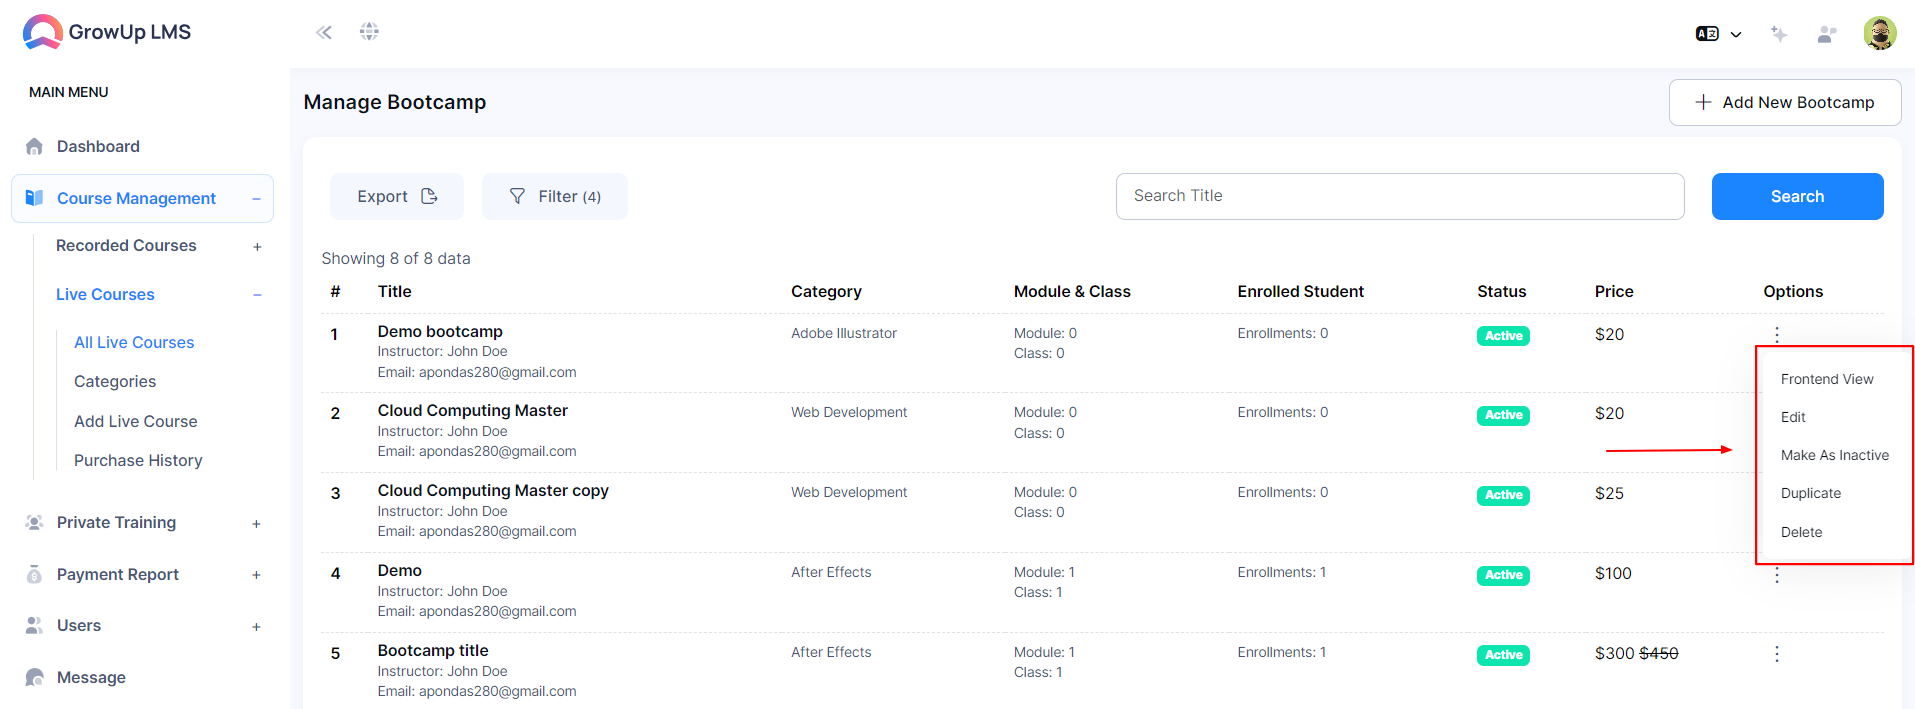 GrowUp LMS
MAIN MENU
Dashboard
Course Management
Recorded Courses
Live Courses
All Live Courses
Categories
Add Live Course
Purchase History
Private Training
Payment Report
Users
Message
Manage Bootcamp
Add New Bootcamp
Export
Filter (4)
Search Title
Search
Showing 8 of 8 data
# Title Category Module & Class Enrolled Student Status Price Options
1 Demo bootcamp Adobe Illustrator Module: 0 Enrollments: 0 Active $20
Instructor: John Doe Class: 0
Email: apondas280@gmail.com
2 Cloud Computing Master Web Development Module: 0 Enrollments: 0 Active $20
Instructor: John Doe Class: 0
Email: apondas280@gmail.com
3 Cloud Computing Master copy Web Development Module: 0 Enrollments: 0 Active $25
Instructor: John Doe Class: 0
Email: apondas280@gmail.com
4 Demo After Effects Module: 1 Enrollments: 1 Active $100
Instructor: John Doe Class: 1
Email: apondas280@gmail.com
5 Bootcamp title After Effects Module: 1 Enrollments: 1 Active $300 $450
Instructor: John Doe Class: 1
Email: apondas280@gmail.com
Frontend View
Edit
Make As Inactive
Duplicate
Delete